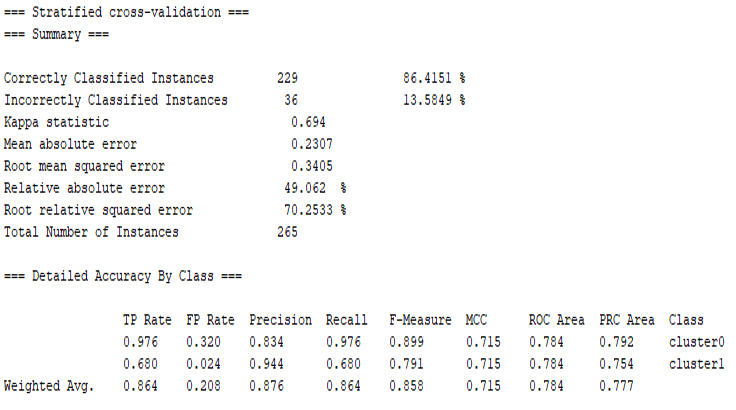 === Stratified cross-validation ===
=== Summary ===
Correctly Classified Instances 229 86.4151 %
Incorrectly Classified Instances 36 13.5849 %
Kappa statistic 0.694
Mean absolute error 0.2307
Root mean squared error 0.3405
Relative absolute error 49.062 %
Root relative squared error 70.2533 %
Total Number of Instances 265
=== Detailed Accuracy By Class ===
TP Rate FP Rate Precision Recall F-Measure MCC ROC Area PRC Area Class
0.976 0.320 0.834 0.976 0.899 0.715 0.784 0.792 cluster0
0.680 0.024 0.944 0.680 0.791 0.715 0.784 0.754 cluster1
Weighted Avg. 0.864 0.208 0.876 0.864 0.858 0.715 0.784 0.777